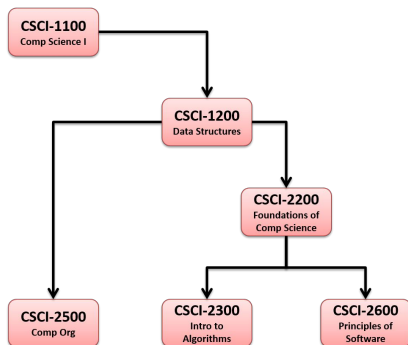 CSCI-1100
Comp Science I
CSCI-1200
Data Structures
CSCI-2200
Foundations of
Comp Science
CSCI-2500
Comp Org
CSCI-2300
Intro to
Algorithms
CSCI-2600
Principles of
Software